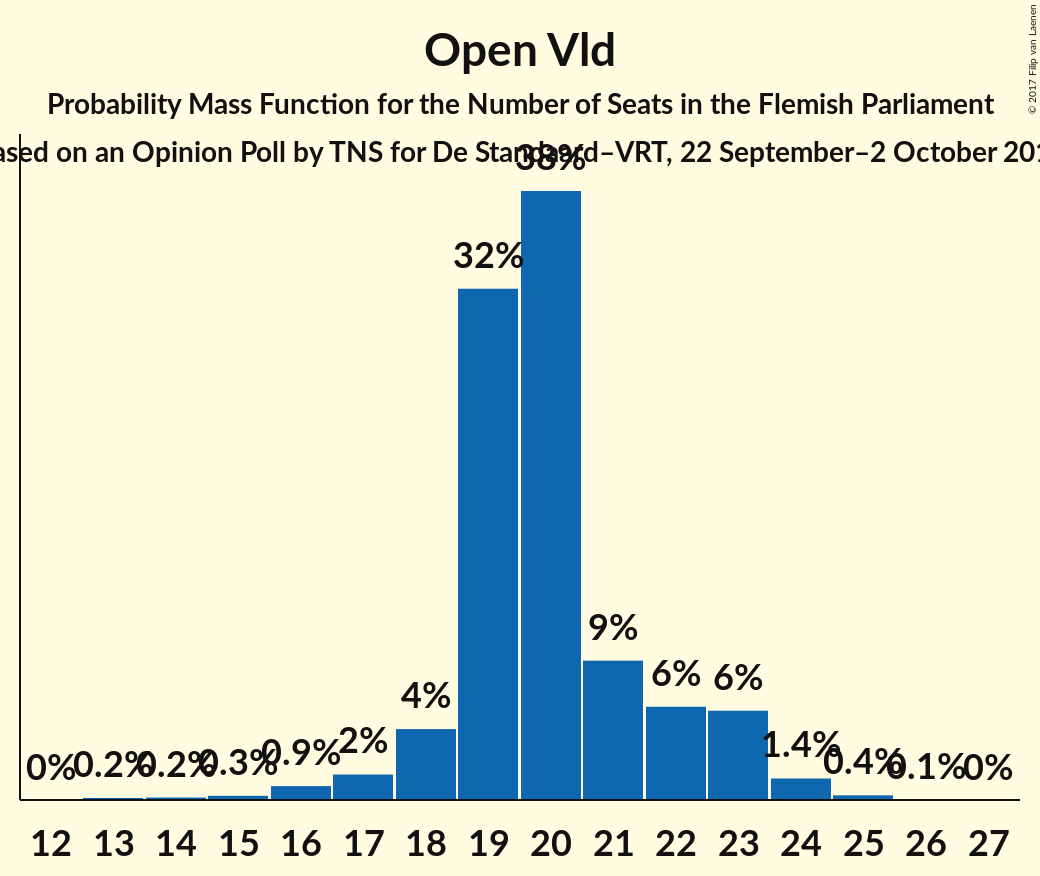 Open Vld
Probability Mass Function for the Number of Seats in the Flemish Parliament
ased on an Opinion Poll by TNS for De Standaard–VRT, 22 September–2 October 201
© 2017 Filip van Laenen
38%
32%
9%
6% 6%
4%
2%
0% 0.2% 0.2% 0.3% 0.9% 1.4% 0.4% 0.1% 0%
12 13 14 15 16 17 18 19 20 21 22 23 24 25 26 27